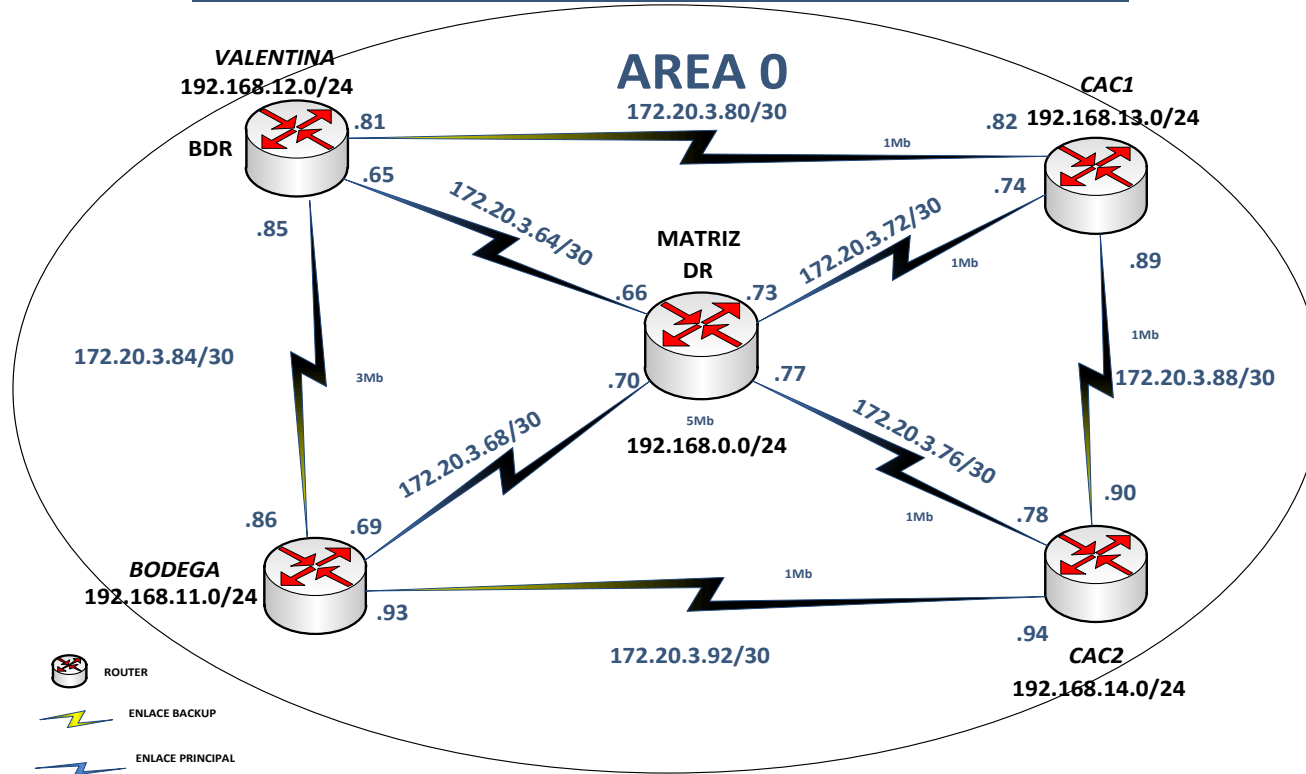 VALENTINA
192.168.12.0/24
BDR
AREA 0
172.20.3.80/30
CAC1
192.168.13.0/24
.81
.82
1Mb
.65
.74
.85
172.20.3.64/30
172.20.3.72/30
1Mb
MATRIZ
DR
.66
.73
.89
1Mb
172.20.3.84/30
3Mb
172.20.3.88/30
.70
.77
5Mb
192.168.0.0/24
172.20.3.68/30
172.20.3.76/30
1Mb
.86
.69
.78
.90
BODEGA
192.168.11.0/24
.93
1Mb
.94
172.20.3.92/30
CAC2
192.168.14.0/24
ROUTER
ENLACE BACKUP
ENLACE PRINCIPAL